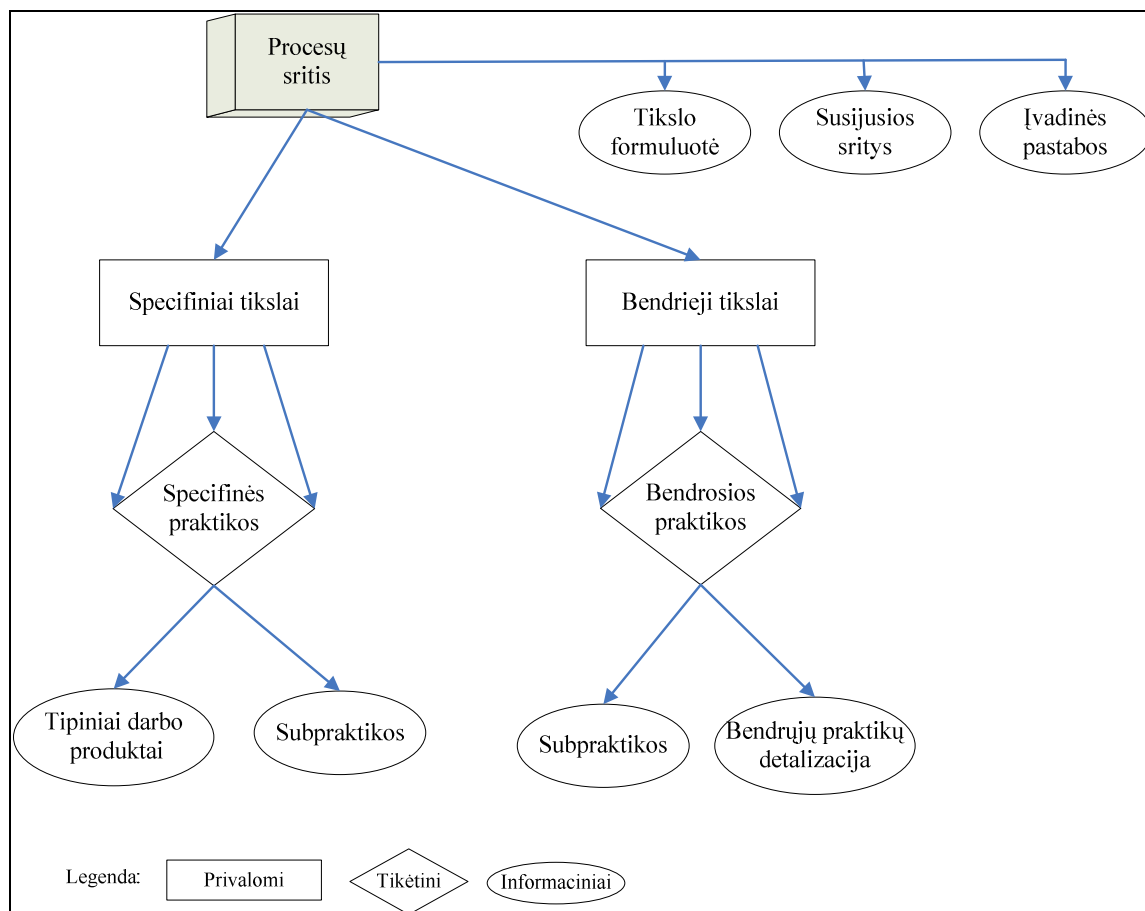 Procesų
sritis
Tikslo
formuluotė
Susijusios
sritys
Įvadinės
pastabos
Specifiniai tikslai
Bendrieji tikslai
Specifinės
praktikos
Bendrosios
praktikos
Tipiniai darbo
produktai
Subpraktikos
Subpraktikos
Bendrųjų praktikų
detalizacija
Legenda:
Privalomi
Tikėtini
Informaciniai